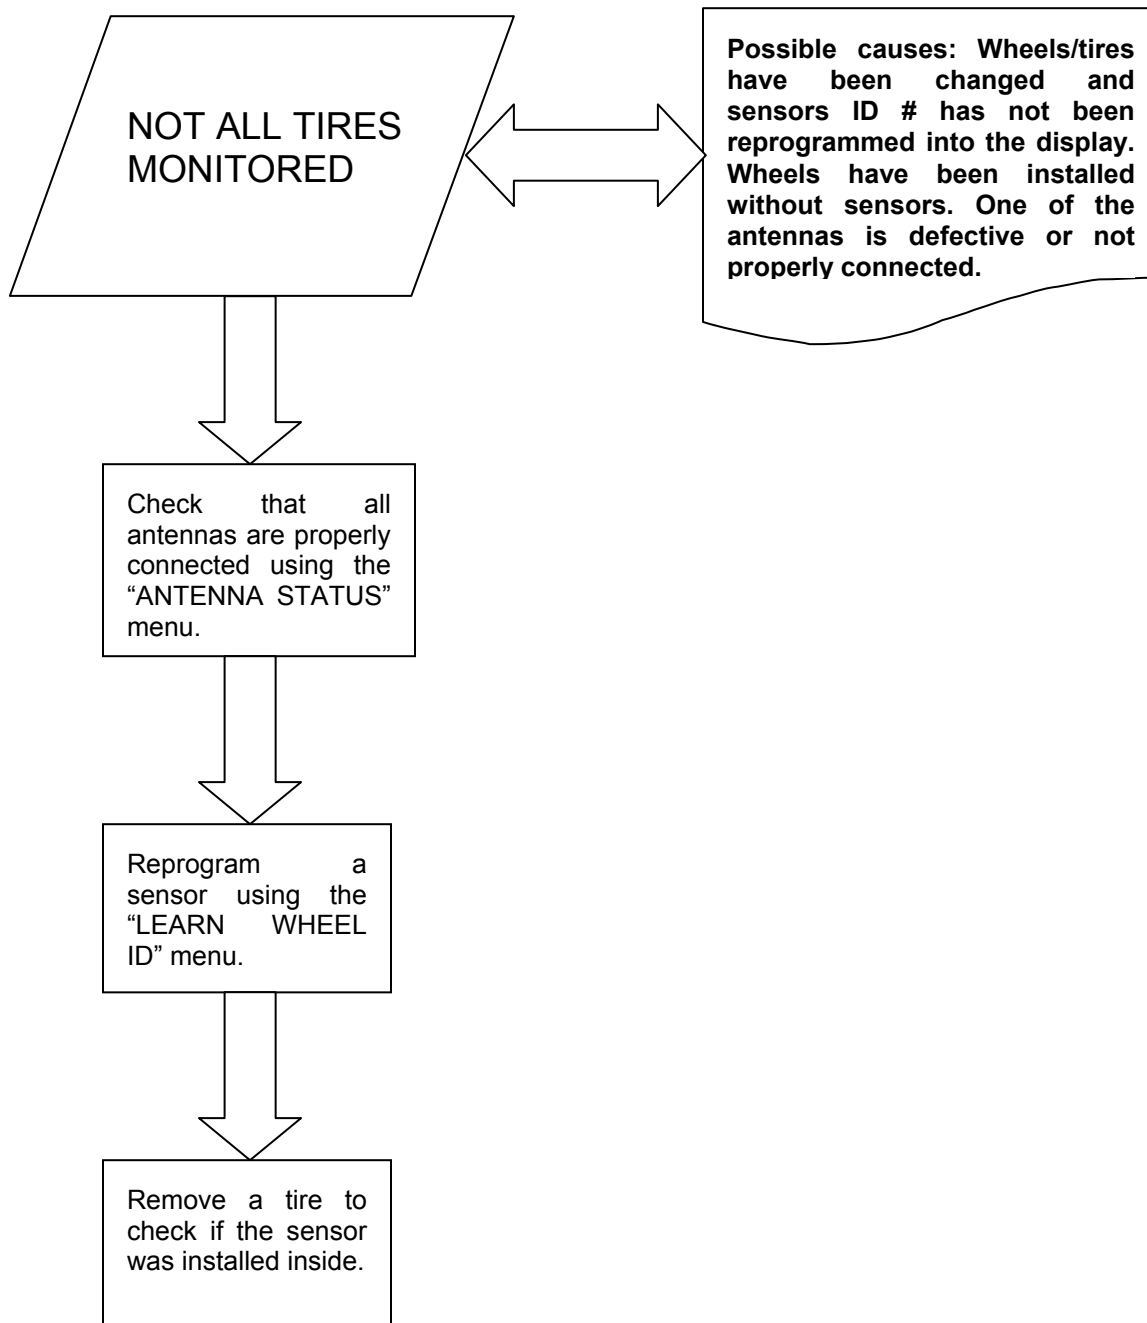 NOT ALL TIRES
MONITORED
Possible causes: Wheels/tires
have been changed and
sensors ID # has not been
reprogrammed into the display.
Wheels have been installed
without sensors. One of the
antennas is defective or not
properly connected.
Check that all
antennas are properly
connected using the
“ANTENNA STATUS”
menu.
Reprogram a
sensor using the
“LEARN WHEEL
ID” menu.
Remove a tire to
check if the sensor
was installed inside.